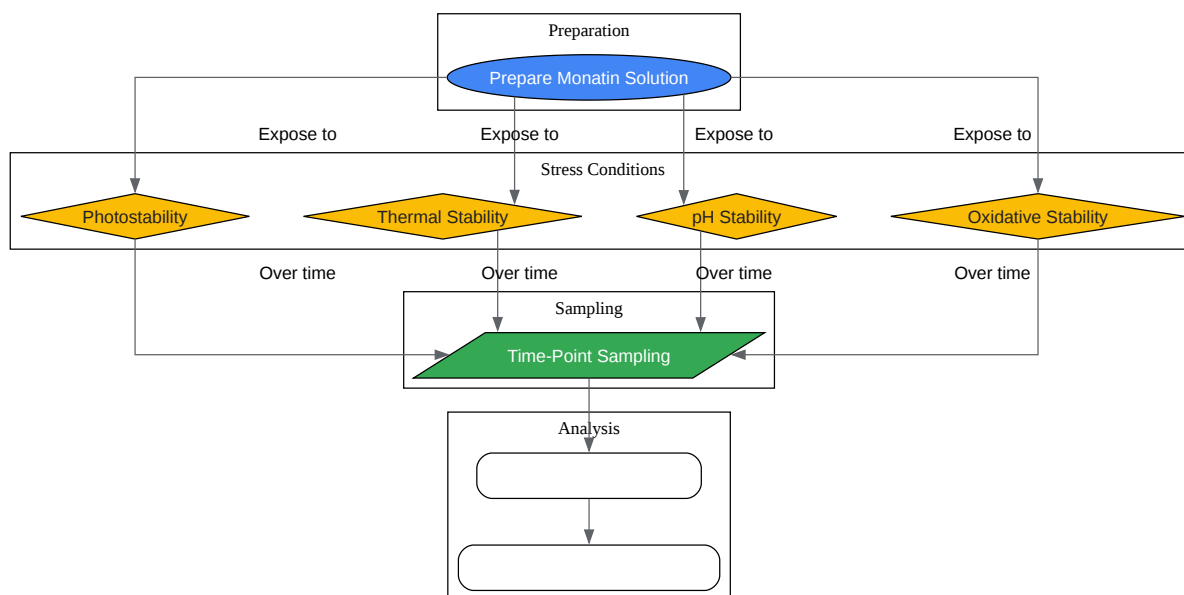 Preparation
Prepare Monatin Solution
Expose to
Expose to
Expose to
Expose to
Stress Conditions
Photostability
Thermal Stability
pH Stability
Oxidative Stability
Over time
Over time
Over time
Over time
Sampling
Time-Point Sampling
Analysis